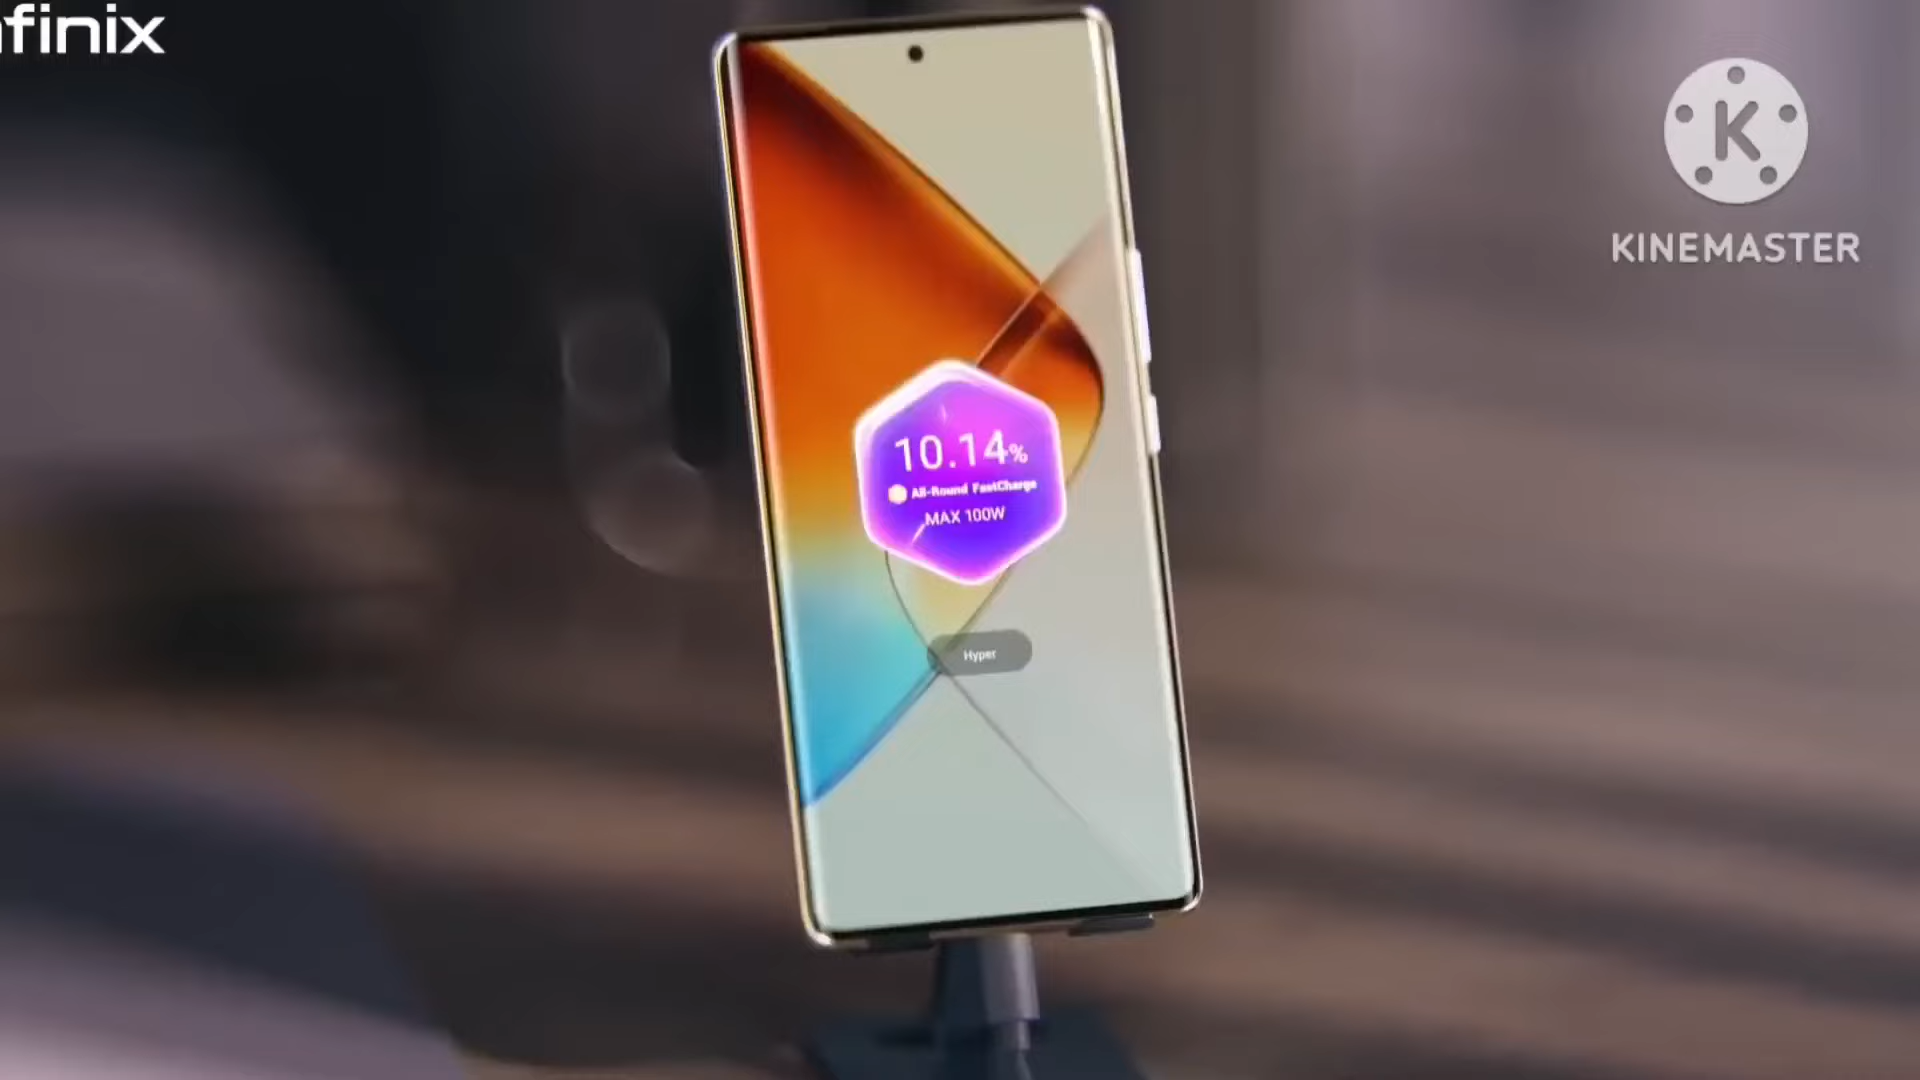 finix
KINEMASTER
10.14%
All-Round FastCharge
MAX 100W
Hyper